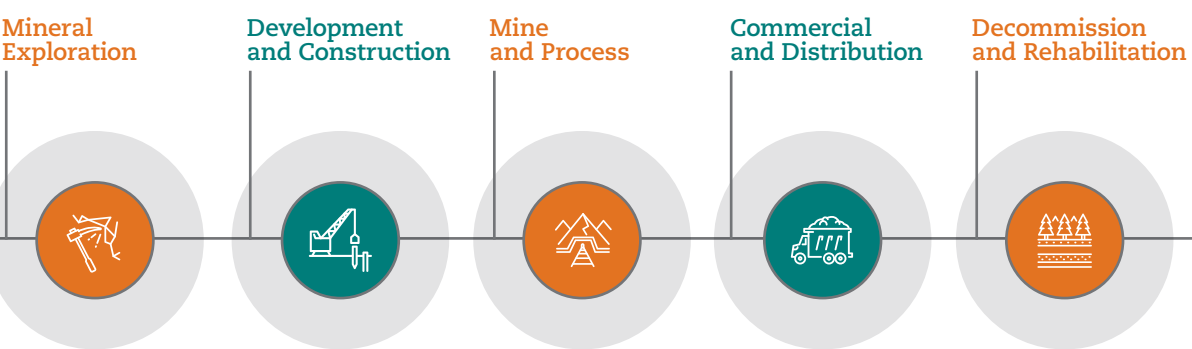 Mineral
Exploration
Development
and Construction
Mine
and Process
Commercial
and Distribution
Decommission
and Rehabilitation